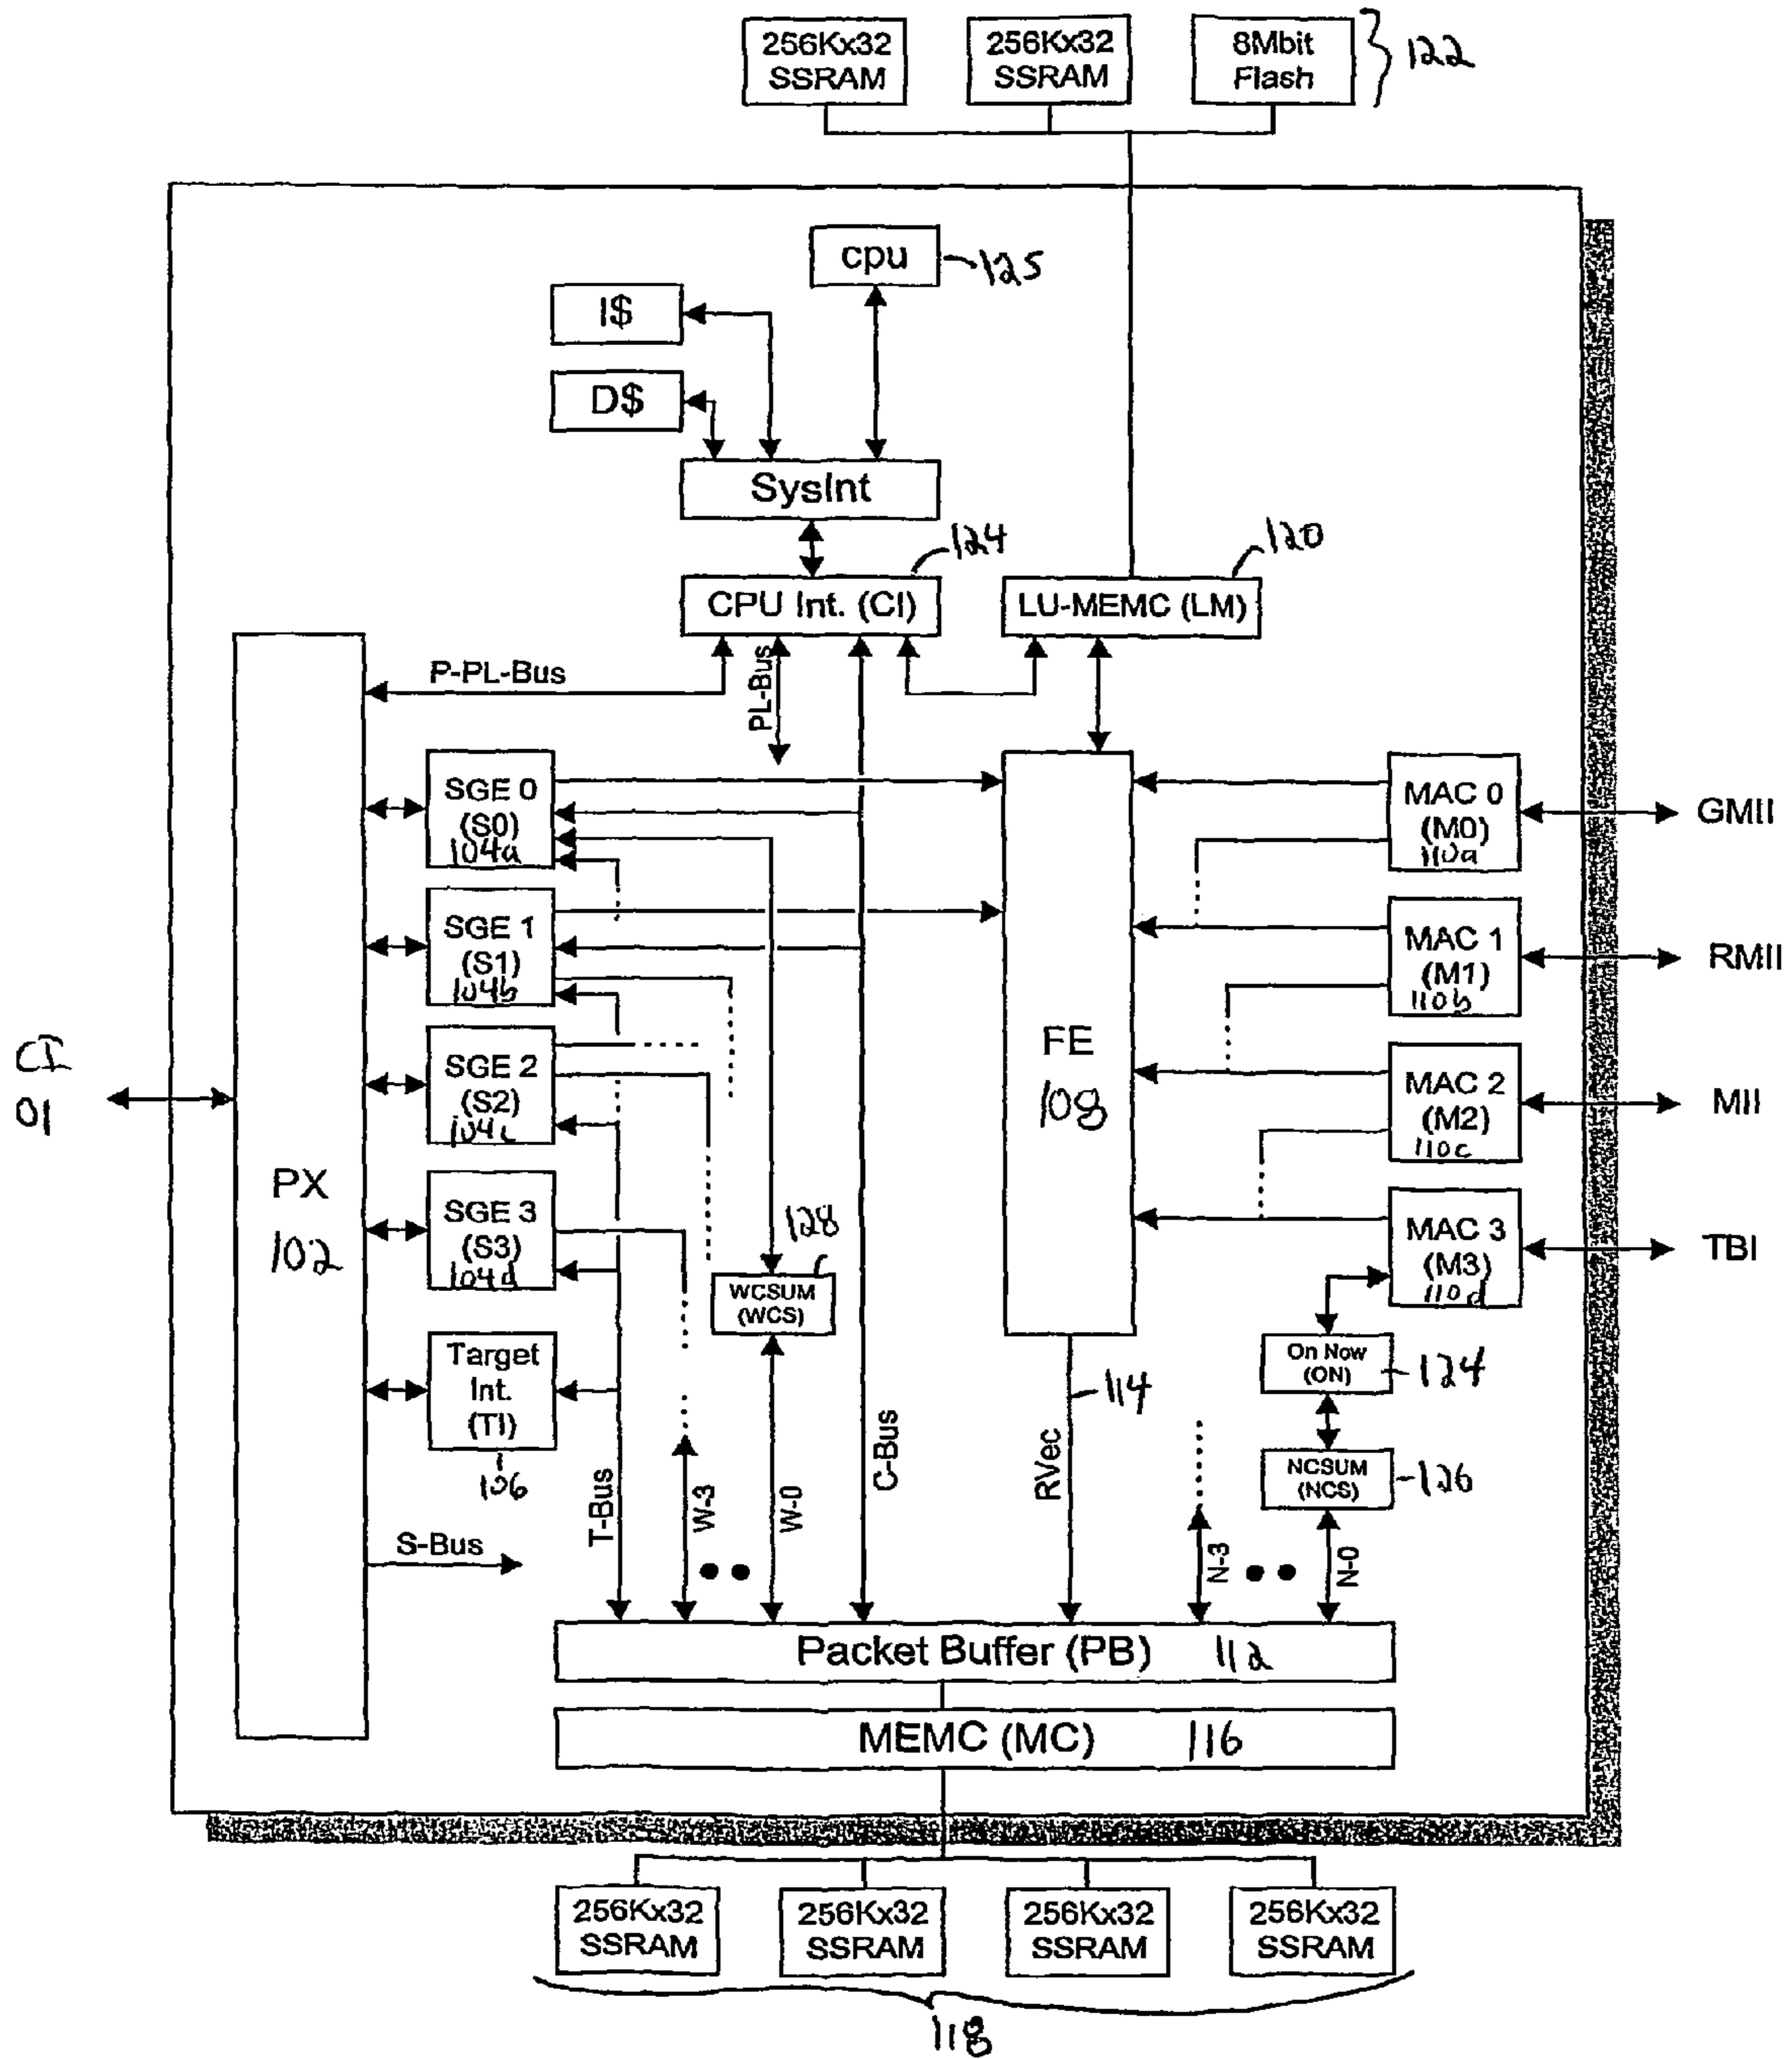 256Kx32
SSRAM
256Kx32
SSRAM
8Mbit
Flash
122
cpu
125
I$
D$
SysInt
124
120
CPU Int. (CI)
LU-MEMC (LM)
P-PL-Bus
PL-Bus
SGE 0
(S0)
104a
MAC 0
(M0)
110a
GMII
SGE 1
(S1)
104b
MAC 1
(M1)
110b
RMII
CI
01
SGE 2
(S2)
104c
FE
108
MAC 2
(M2)
110c
MII
PX
102
SGE 3
(S3)
104d
128
WCSUM
(WCS)
MAC 3
(M3)
110d
TBI
Target
Int.
(TI)
106
On Now
(ON)
124
114
NCSUM
(NCS)
126
S-Bus
T-Bus
W-3
W-0
C-Bus
RVec
N-3
N-0
Packet Buffer (PB) 112
MEMC (MC) 116
256Kx32
SSRAM
256Kx32
SSRAM
256Kx32
SSRAM
256Kx32
SSRAM
118